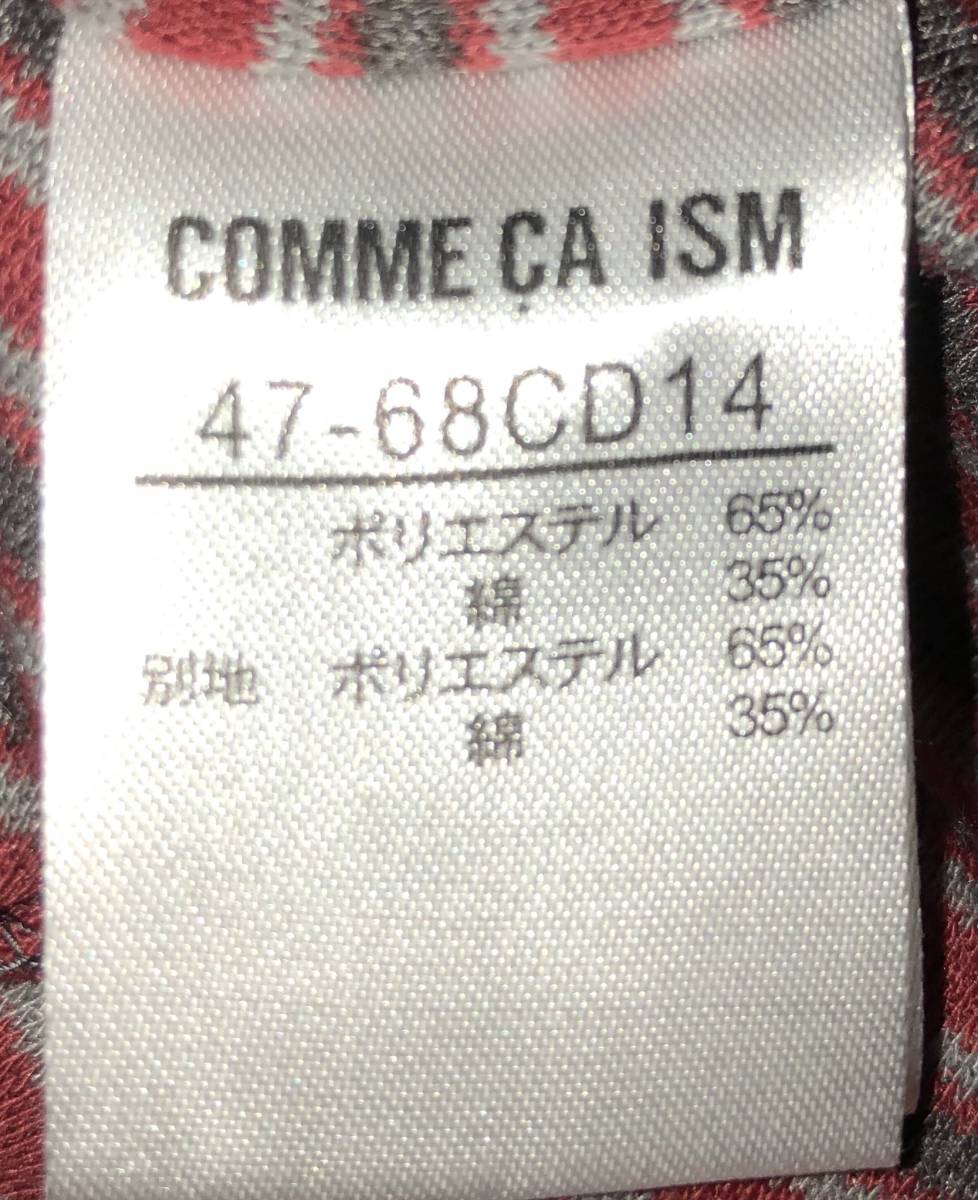 COMME ÇA ISM
47-68CD14
ポリエステル 65%
綿 35%
別地 ポリエステル 65%
綿 35%